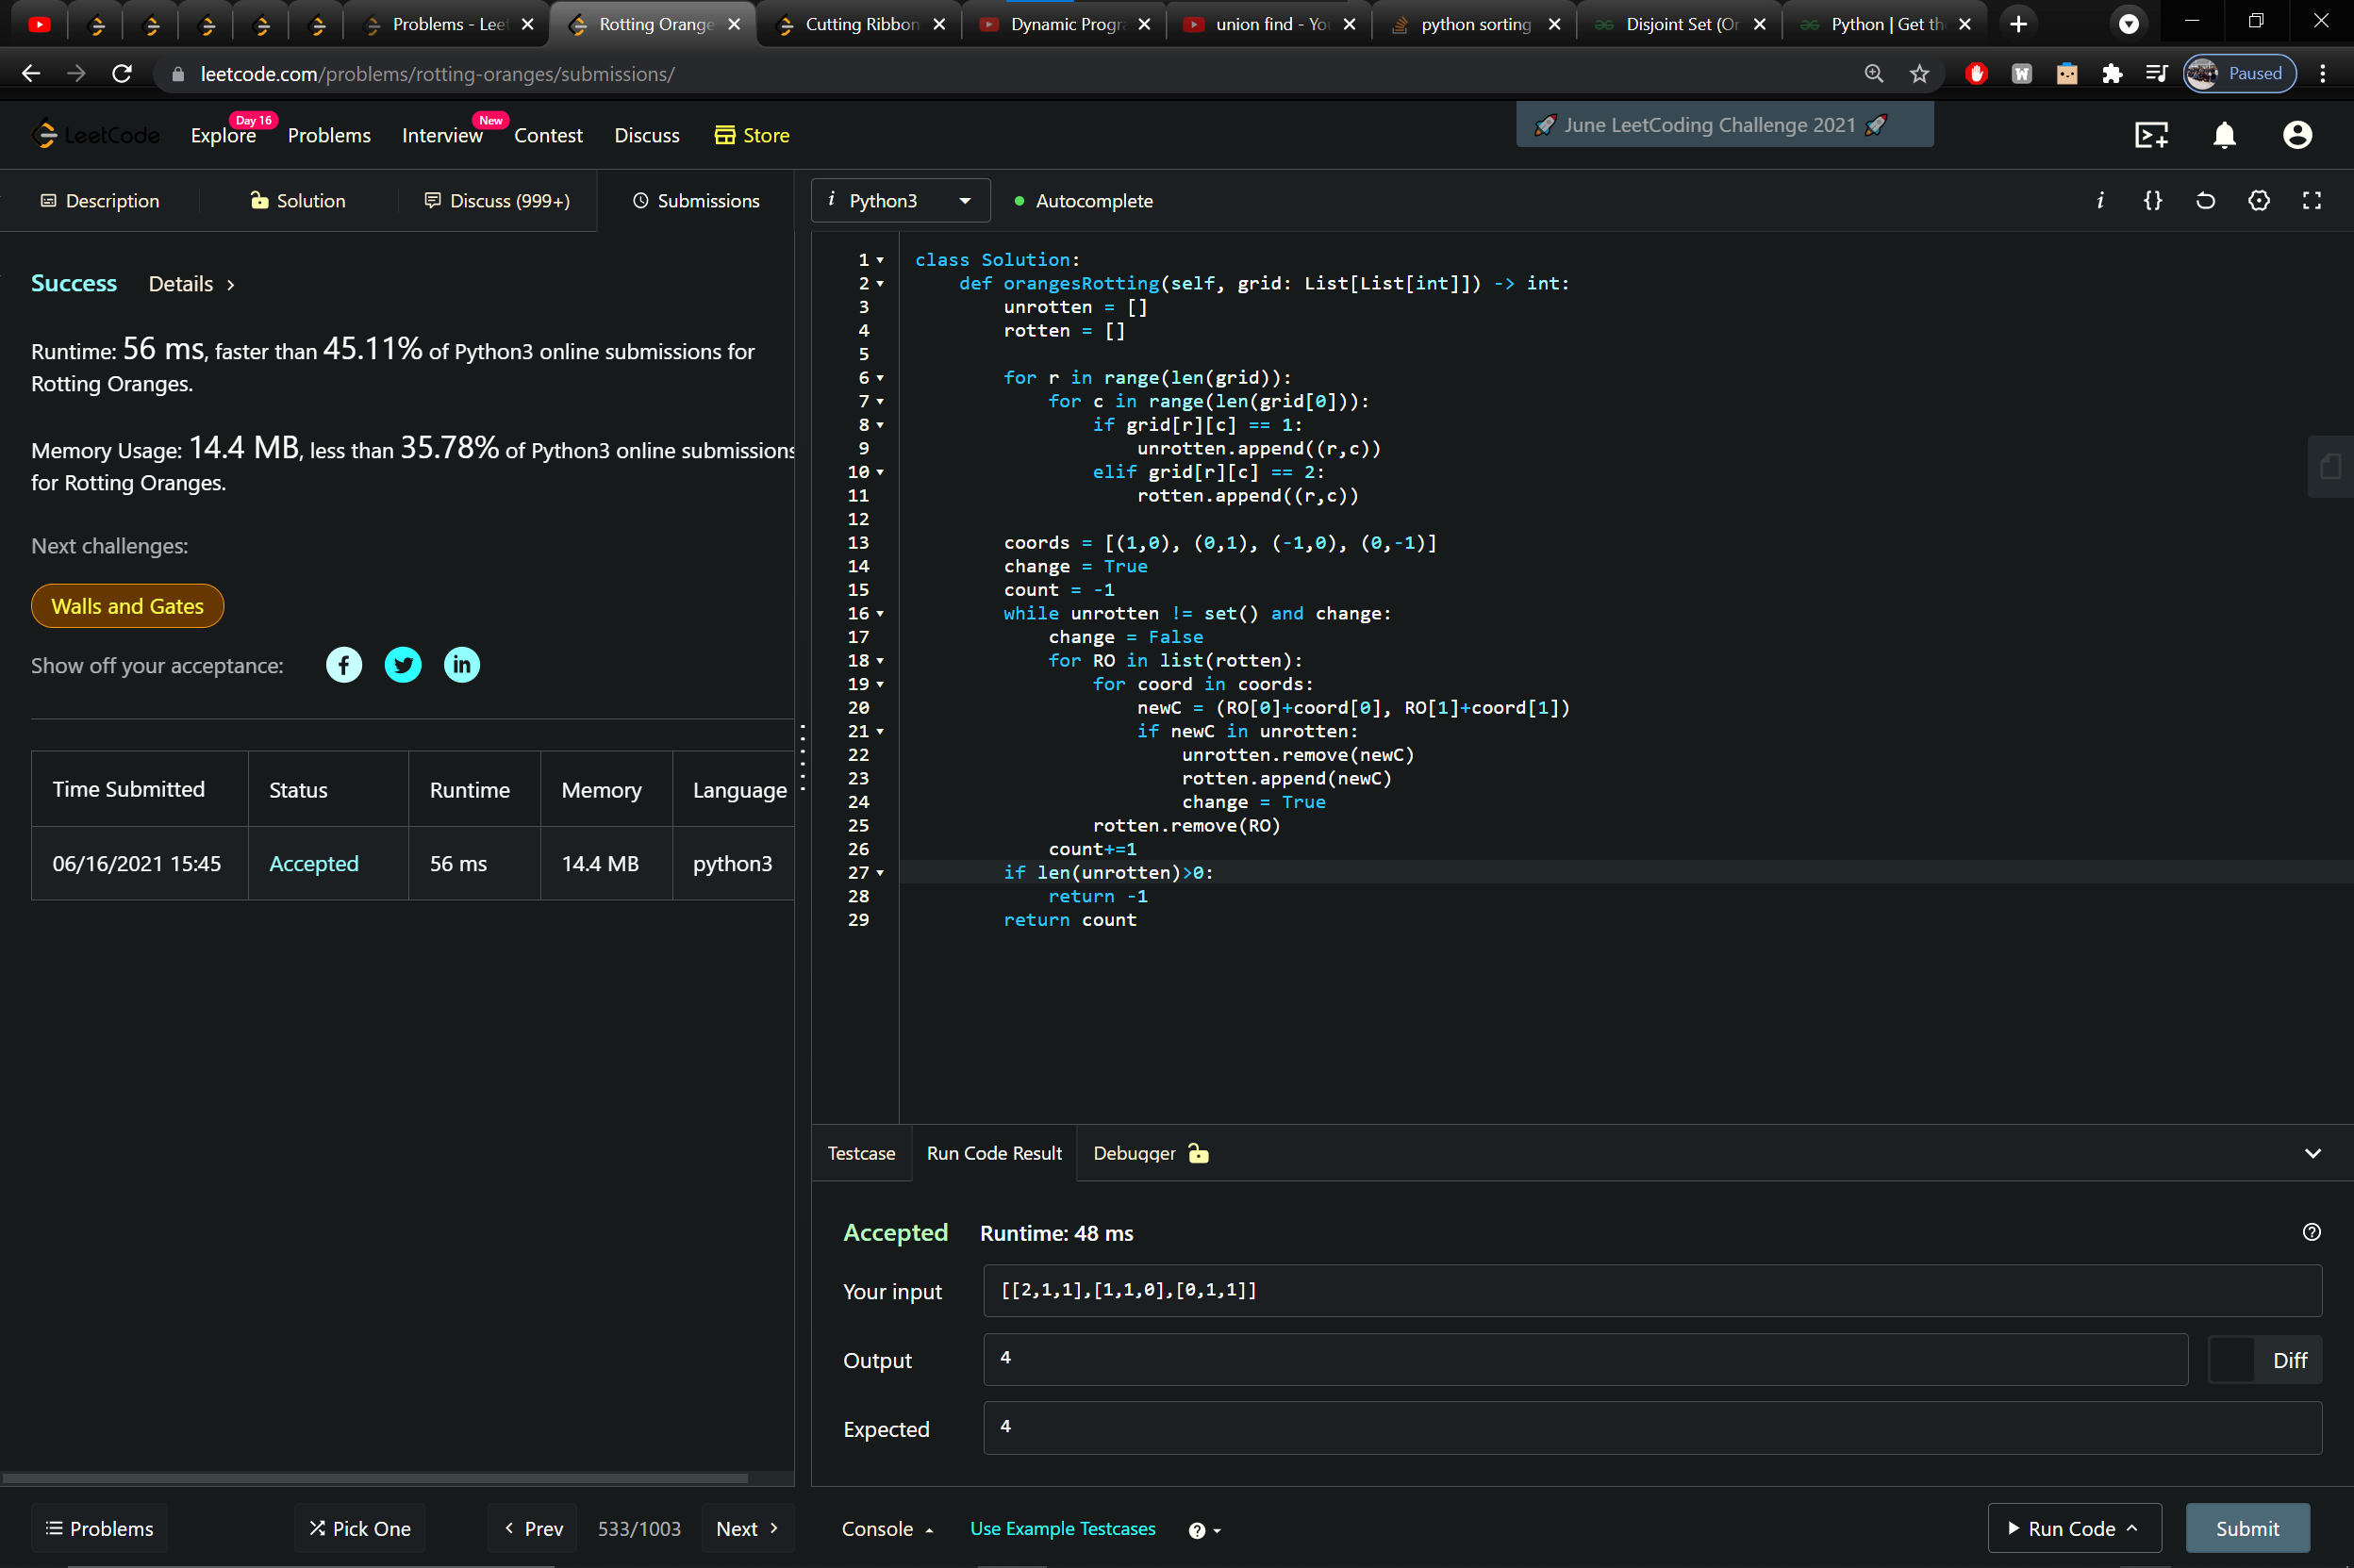 Problems - Leet
Rotting Orange
Cutting Ribbon
Dynamic Progra
union find - You
python sorting
Disjoint Set (Or
Python | Get th
leetcode.com/problems/rotting-oranges/submissions/
Paused
LeetCode
Explore
Day 16
Problems
Interview
New
Contest
Discuss
Store
🚀 June LeetCoding Challenge 2021 🚀
Description
Solution
Discuss (999+)
Submissions
i Python3
Autocomplete
i {}
Success
Details >
Runtime: 56 ms, faster than 45.11% of Python3 online submissions for
Rotting Oranges.
Memory Usage: 14.4 MB, less than 35.78% of Python3 online submissions
for Rotting Oranges.
Next challenges:
Walls and Gates
Show off your acceptance:
Time Submitted Status Runtime Memory Language
06/16/2021 15:45 Accepted 56 ms 14.4 MB python3
1 class Solution:
2     def orangesRotting(self, grid: List[List[int]]) -> int:
3         unrotten = []
4         rotten = []
5
6         for r in range(len(grid)):
7             for c in range(len(grid[0])):
8                 if grid[r][c] == 1:
9                     unrotten.append((r,c))
10                 elif grid[r][c] == 2:
11                     rotten.append((r,c))
12
13         coords = [(1,0), (0,1), (-1,0), (0,-1)]
14         change = True
15         count = -1
16         while unrotten != set() and change:
17             change = False
18             for RO in list(rotten):
19                 for coord in coords:
20                     newC = (RO[0]+coord[0], RO[1]+coord[1])
21                     if newC in unrotten:
22                         unrotten.remove(newC)
23                         rotten.append(newC)
24                         change = True
25                 rotten.remove(RO)
26             count+=1
27         if len(unrotten)>0:
28             return -1
29         return count
Testcase
Run Code Result
Debugger
Accepted
Runtime: 48 ms
Your input
[[2,1,1],[1,1,0],[0,1,1]]
Output
4
Diff
Expected
4
Problems
Pick One
‹ Prev
533/1003
Next ›
Console
Use Example Testcases
Run Code
Submit